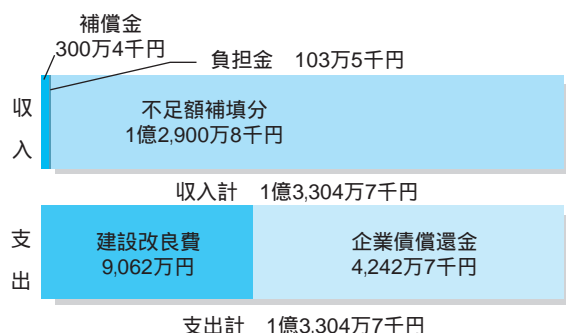 補償金
300万4千円
負担金 103万5千円
収入
不足額補填分
1億2,900万8千円
収入計 1億3,304万7千円
支出
建設改良費
9,062万円
企業債償還金
4,242万7千円
支出計 1億3,304万7千円